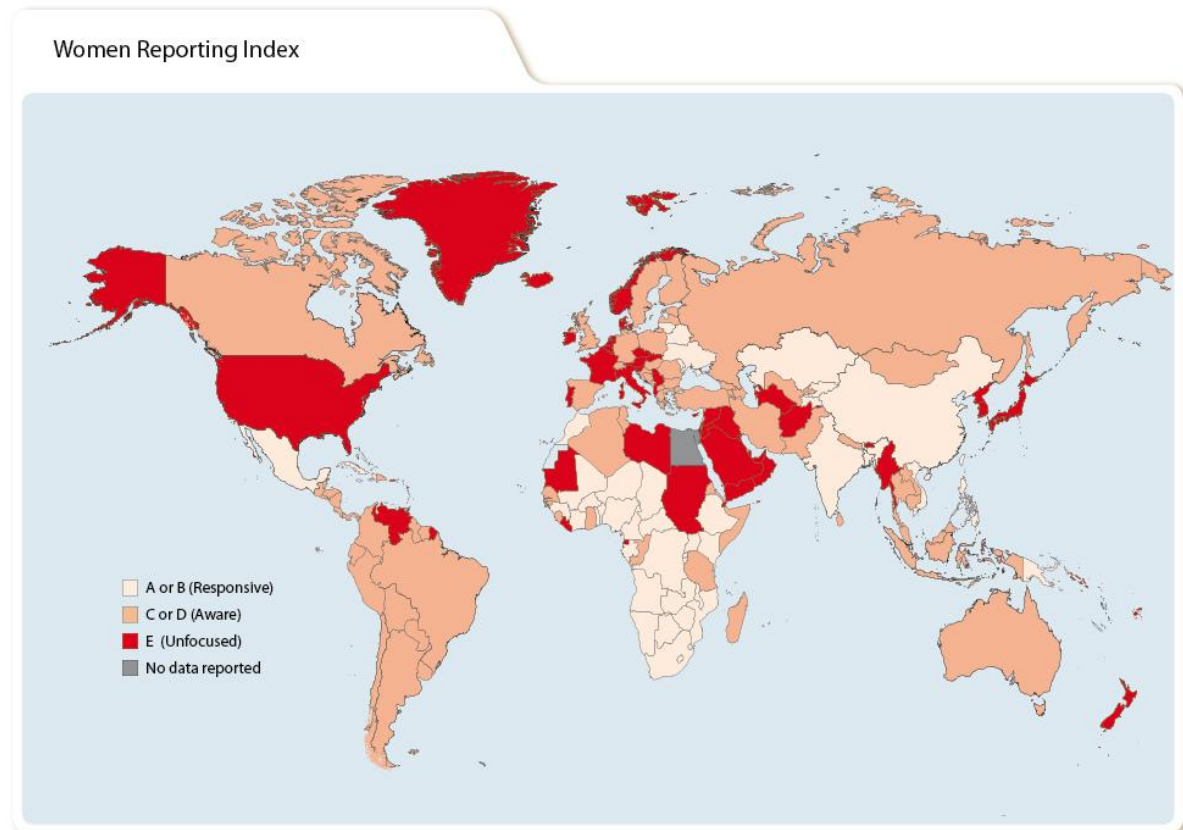 Women Reporting Index
A or B (Responsive)
C or D (Aware)
E (Unfocused)
No data reported